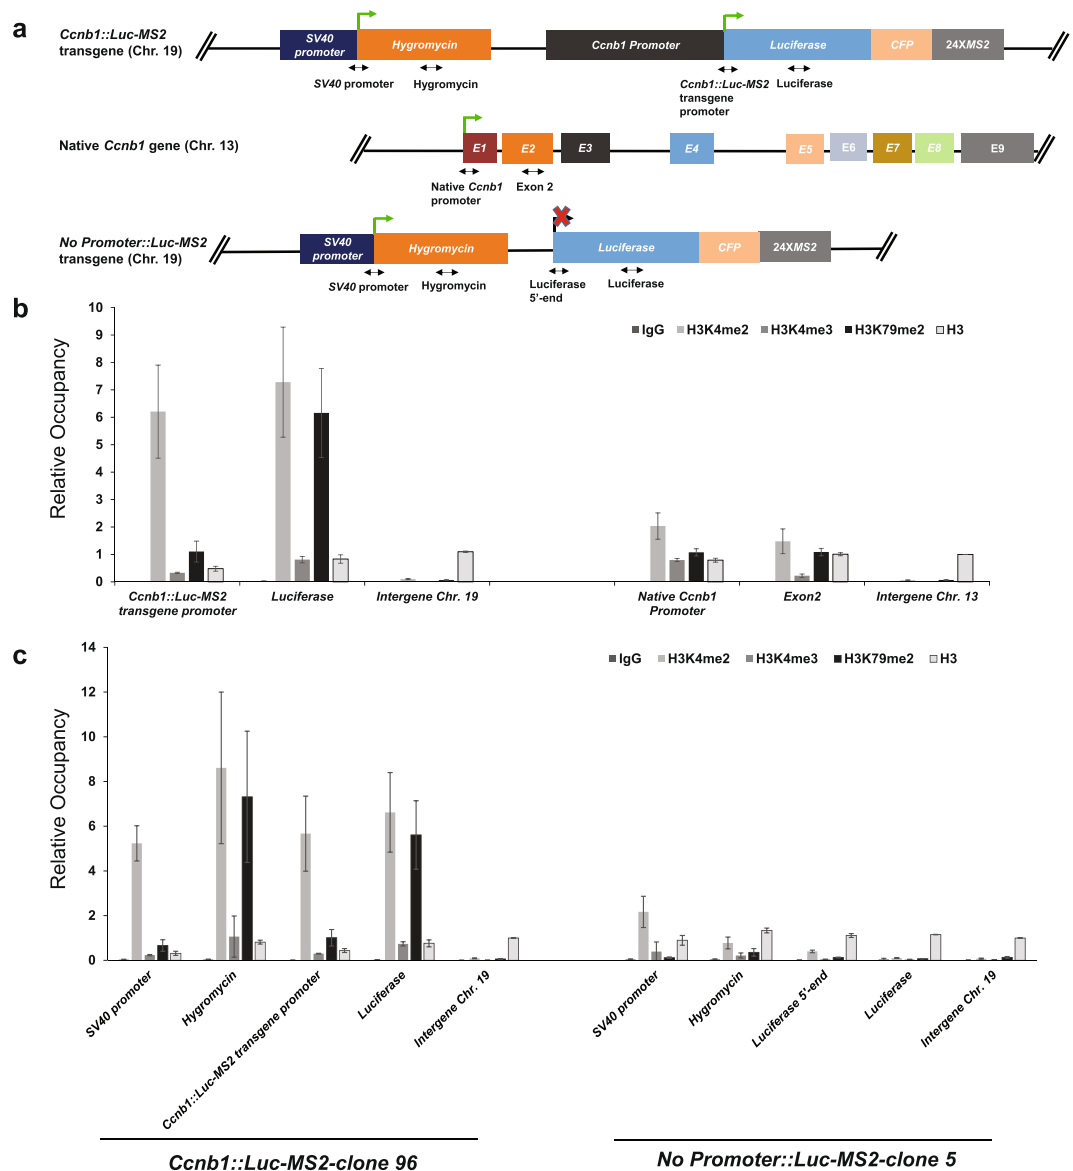 a
Ccnb1::Luc-MS2
transgene (Chr. 19)
SV40
promoter
Hygromycin
Ccnb1 Promoter
Luciferase
CFP
24XMS2
SV40 promoter
Hygromycin
Ccnb1::Luc-MS2
transgene
promoter
Luciferase
Native Ccnb1 gene (Chr. 13)
E1
E2
E3
E4
E5
E6
E7
E8
E9
Native Ccnb1
promoter
Exon 2
No Promoter::Luc-MS2
transgene (Chr. 19)
SV40
promoter
Hygromycin
Luciferase
CFP
24XMS2
SV40 promoter
Hygromycin
Luciferase
5'-end
Luciferase
b
Relative Occupancy
10
9
8
7
6
5
4
3
2
1
0
IgG H3K4me2 H3K4me3 H3K79me2 H3
Ccnb1::Luc-MS2
transgene promoter
Luciferase
Intergene Chr. 19
Native Ccnb1
Promoter
Exon2
Intergene Chr. 13
c
Relative Occupancy
14
12
10
8
6
4
2
0
IgG H3K4me2 H3K4me3 H3K79me2 H3
SV40 promoter
Hygromycin
Ccnb1::Luc-MS2 transgene promoter
Luciferase
Intergene Chr. 19
SV40 promoter
Hygromycin
Luciferase 5'-end
Luciferase
Intergene Chr. 19
Ccnb1::Luc-MS2-clone 96
No Promoter::Luc-MS2-clone 5